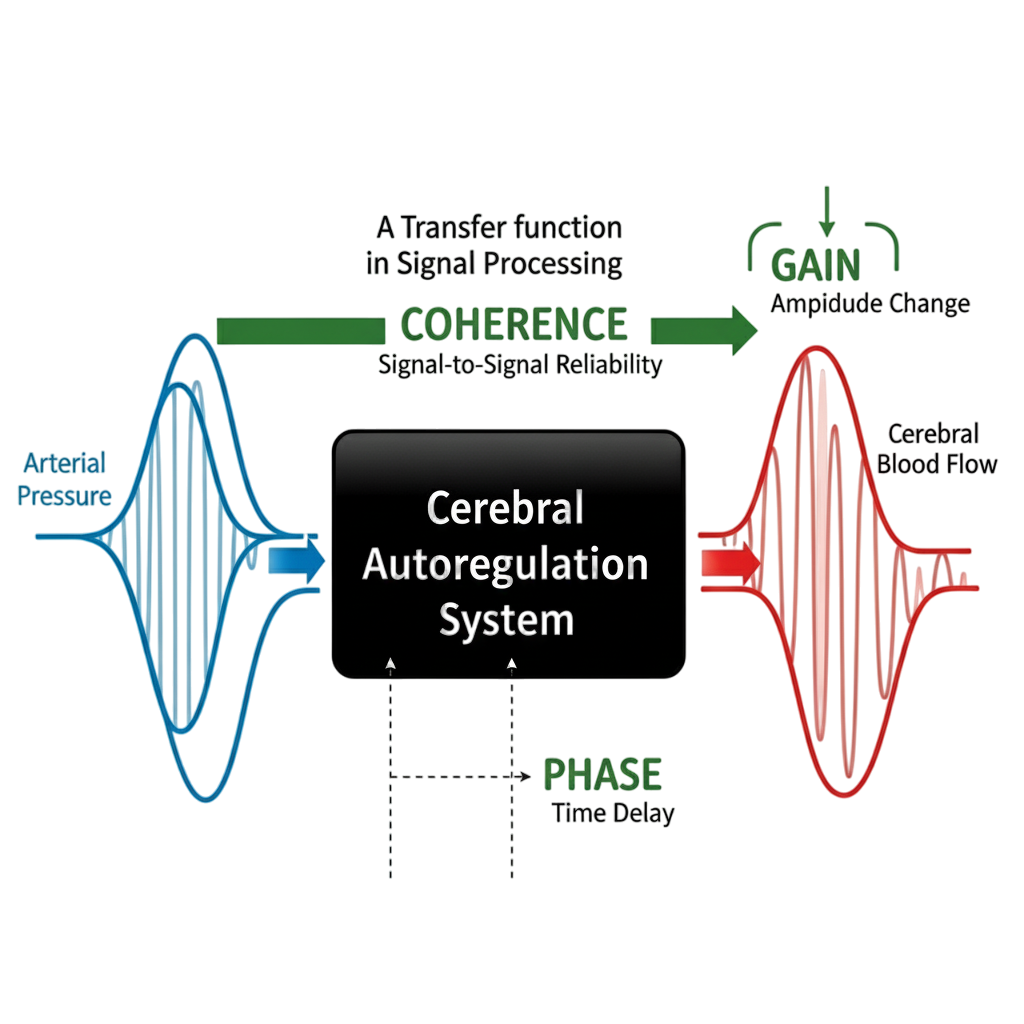 A Transfer function
in Signal Processing
GAIN
Ampidude Change
COHERENCE
Signal-to-Signal Reliability
Arterial
Pressure
Cerebral
Blood Flow
Cerebral
Autoregulation
System
PHASE
Time Delay